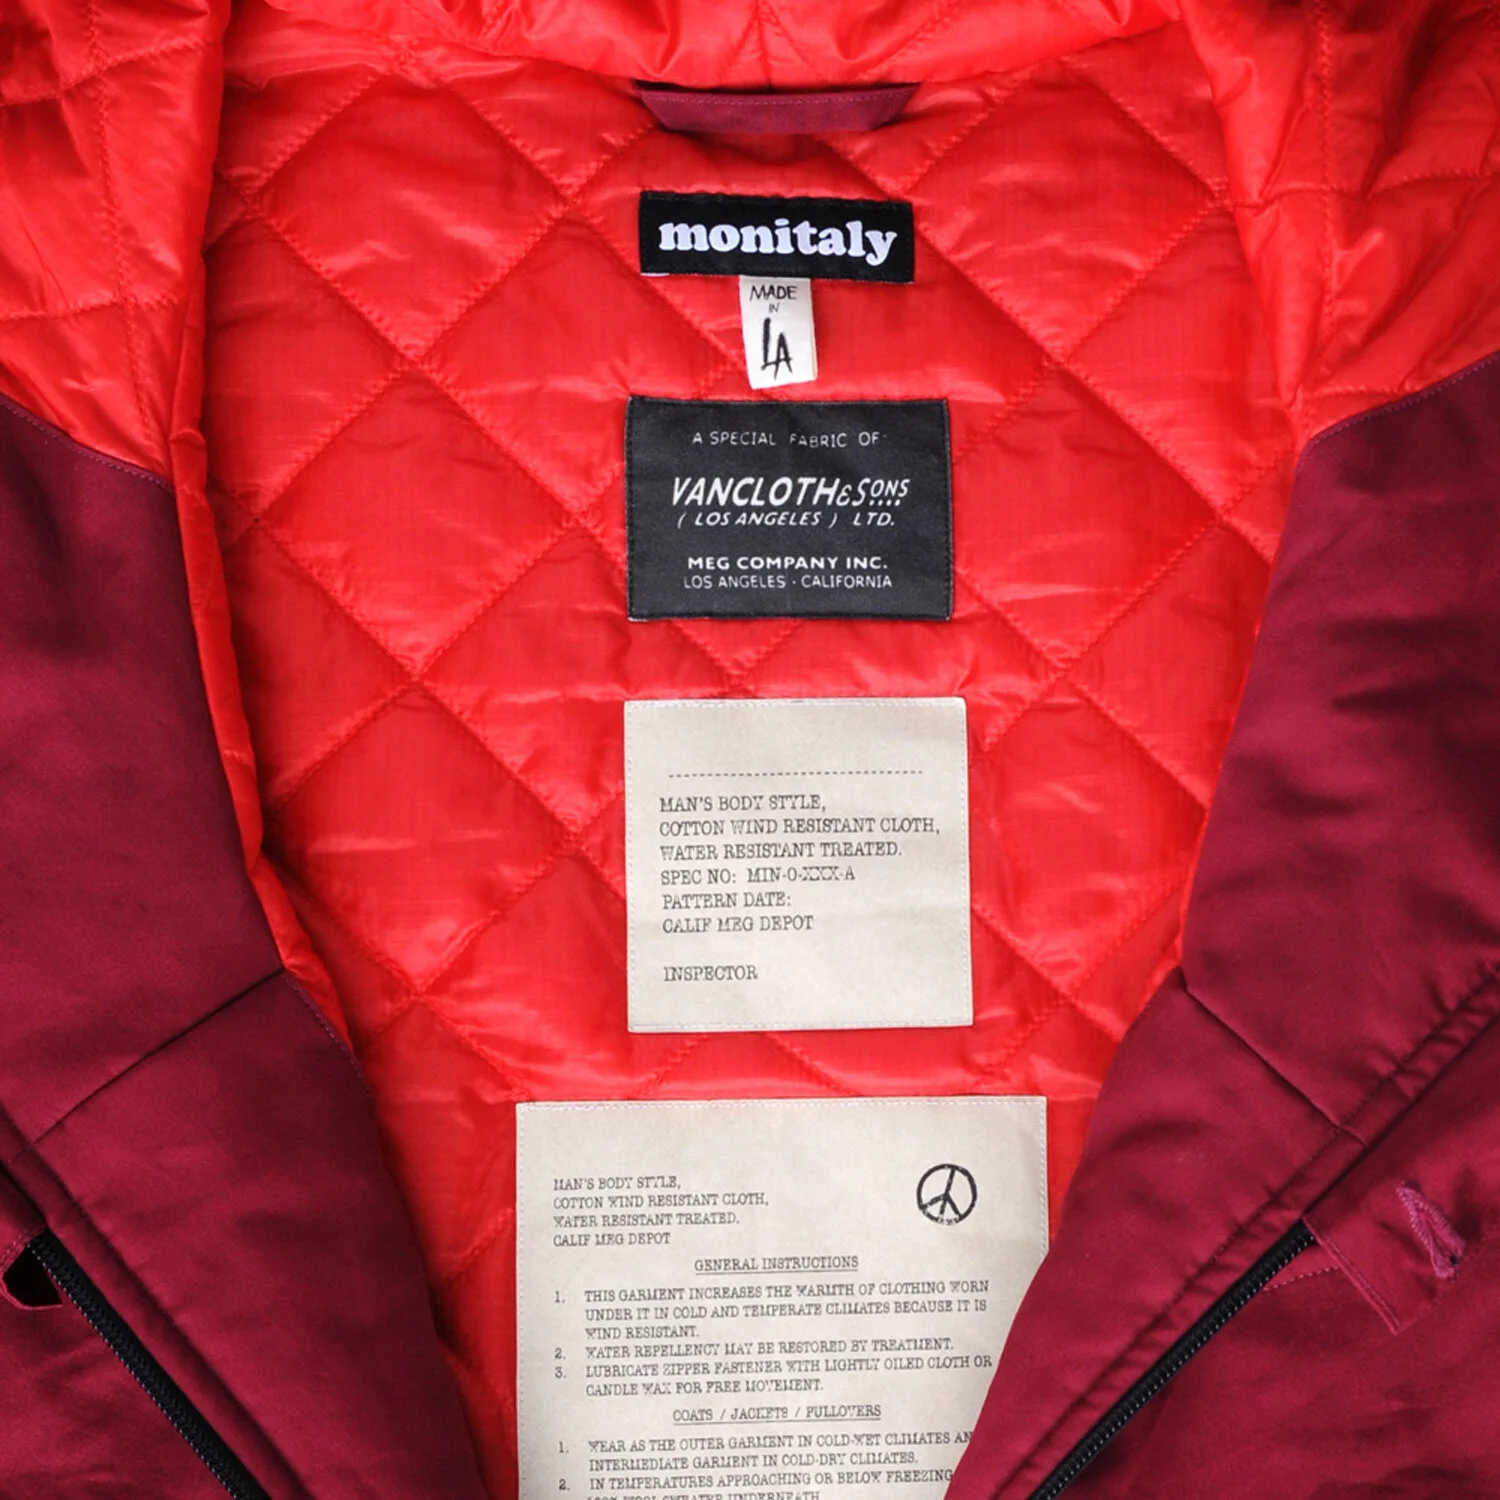 monitaly
MADE
IN
LA
A SPECIAL FABRIC OF:
VANCLOTH & SONS
( LOS ANGELES ) LTD.
MEG COMPANY INC.
LOS ANGELES · CALIFORNIA
MAN'S BODY STYLE,
COTTON WIND RESISTANT CLOTH,
WATER RESISTANT TREATED.
SPEC NO: MIN-0-XXX-A
PATTERN DATE:
CALIF MEG DEPOT
INSPECTOR
MAN'S BODY STYLE,
COTTON WIND RESISTANT CLOTH,
WATER RESISTANT TREATED.
CALIF MEG DEPOT
GENERAL INSTRUCTIONS
1. THIS GARMENT INCREASES THE WARMTH OF CLOTHING WORN
UNDER IT IN COLD AND TEMPERATE CLIMATES BECAUSE IT IS
WIND RESISTANT.
2. WATER REPELLENCY MAY BE RESTORED BY TREATMENT.
3. LUBRICATE ZIPPER FASTENER WITH LIGHTLY OILED CLOTH OR
CANDLE WAX FOR FREE MOVEMENT.
COATS / JACKETS / PULLOVERS
1. WEAR AS THE OUTER GARMENT IN COLD-WET CLIMATES AN
INTERMEDIATE GARMENT IN COLD-DRY CLIMATES.
2. IN TEMPERATURES APPROACHING OR BELOW FREEZING
100% WOOL SWEATER UNDERNEATH